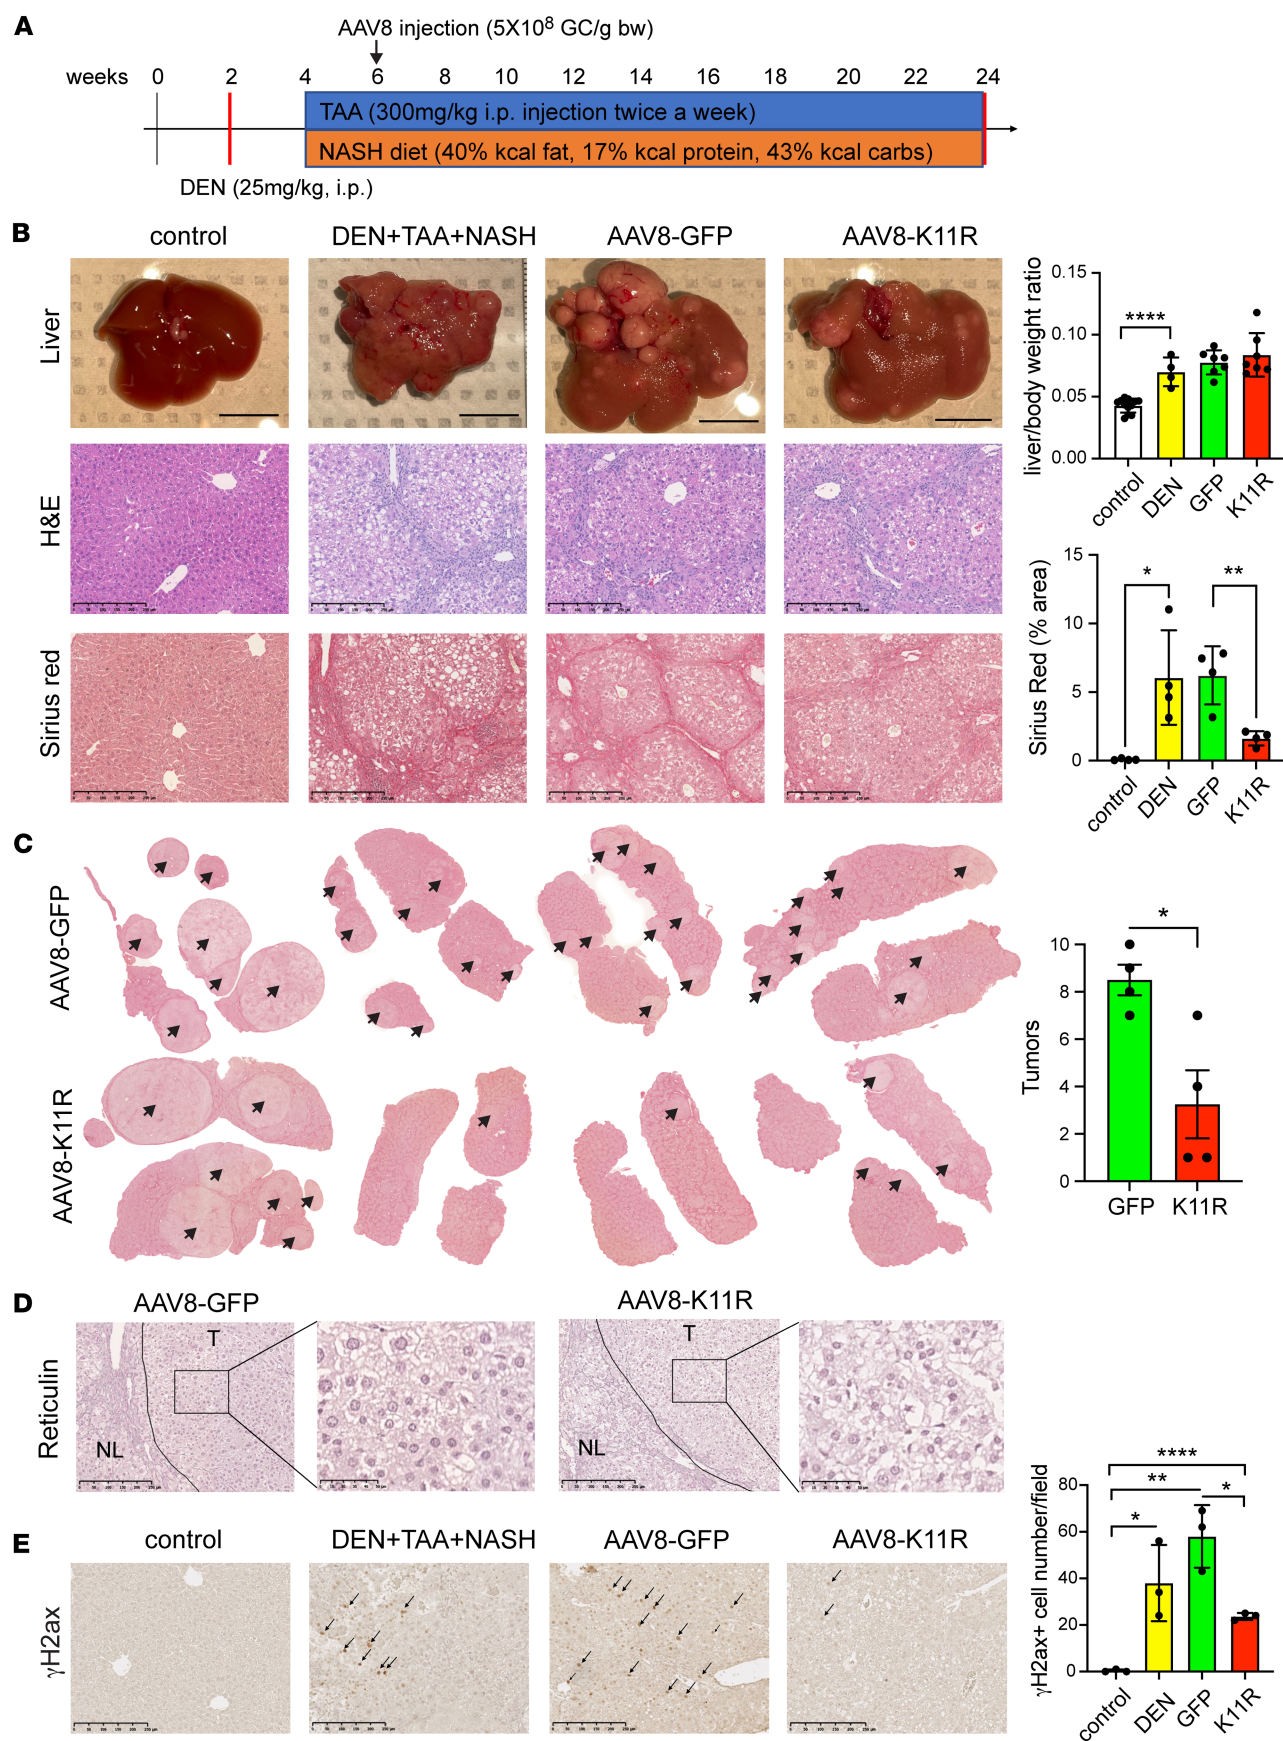 A
AAV8 injection (5X10⁸ GC/g bw)
weeks 0 2 4 6 8 10 12 14 16 18 20 22 24
TAA (300mg/kg i.p. injection twice a week)
NASH diet (40% kcal fat, 17% kcal protein, 43% kcal carbs)
DEN (25mg/kg, i.p.)
B
control DEN+TAA+NASH AAV8-GFP AAV8-K11R
Liver
H&E
Sirius red
liver/body weight ratio
0.15
0.10
0.05
0.00
****
control DEN GFP K11R
Sirius Red (% area)
15
10
5
0
* **
control DEN GFP K11R
C
AAV8-GFP
AAV8-K11R
Tumors
10
8
6
4
2
0
*
GFP K11R
D
AAV8-GFP AAV8-K11R
Reticulin
T
NL
T
NL
E
control DEN+TAA+NASH AAV8-GFP AAV8-K11R
γH2ax
γH2ax+ cell number/field
80
60
40
20
0
****
**
*
*
control DEN GFP K11R